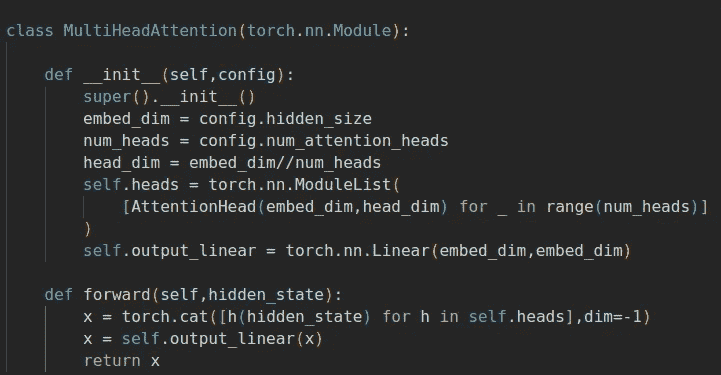 class MultiHeadAttention(torch.nn.Module):
    def __init__(self,config):
        super().__init__()
        embed_dim = config.hidden_size
        num_heads = config.num_attention_heads
        head_dim = embed_dim//num_heads
        self.heads = torch.nn.ModuleList(
            [AttentionHead(embed_dim,head_dim) for _ in range(num_heads)]
        )
        self.output_linear = torch.nn.Linear(embed_dim,embed_dim)
    def forward(self,hidden_state):
        x = torch.cat([h(hidden_state) for h in self.heads],dim=-1)
        x = self.output_linear(x)
        return x